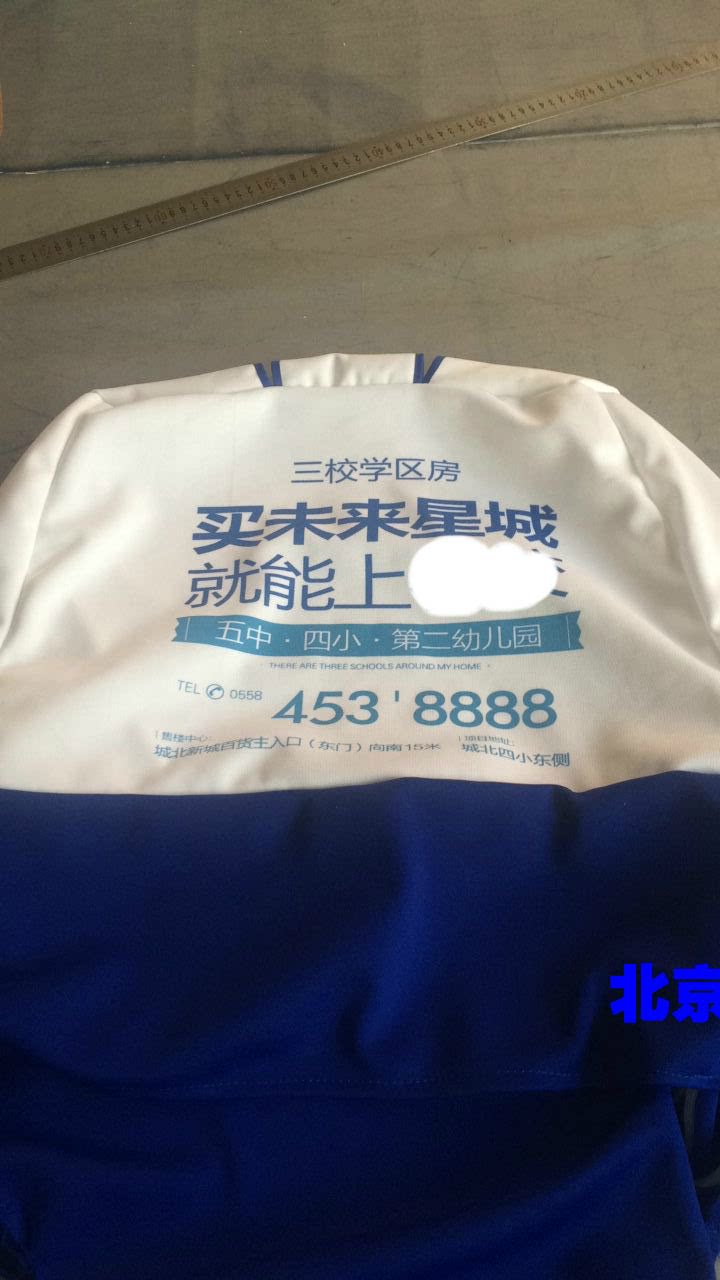 三校学区房
买未来星城
就能上
五中·四小·第二幼儿园
THERE ARE THREE SCHOOLS AROUND MY HOME
TEL 0558 453'8888
售楼中心: 项目地址:
城北新城百货主入口（东门）向南15米 城北四小东侧
北京